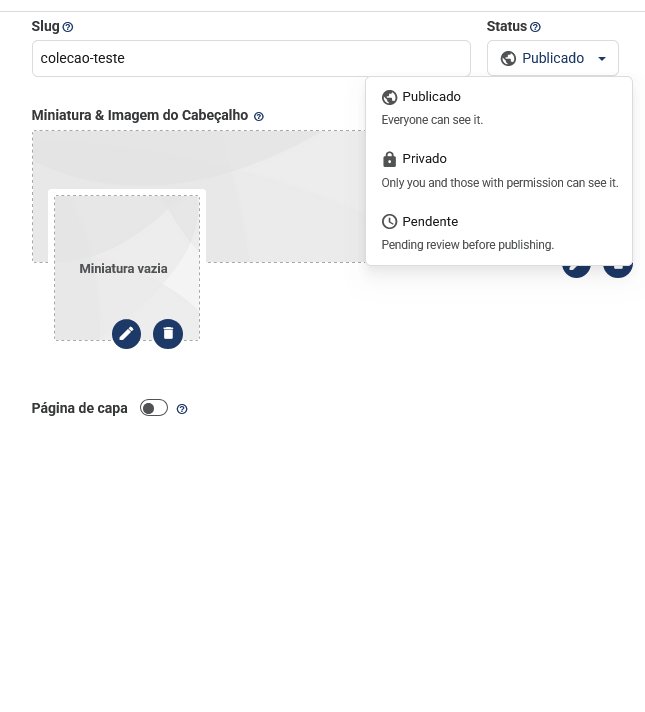 Slug
Status
colecao-teste
Publicado
Publicado
Everyone can see it.
Miniatura & Imagem do Cabeçalho
Privado
Only you and those with permission can see it.
Pendente
Pending review before publishing.
Miniatura vazia
Página de capa